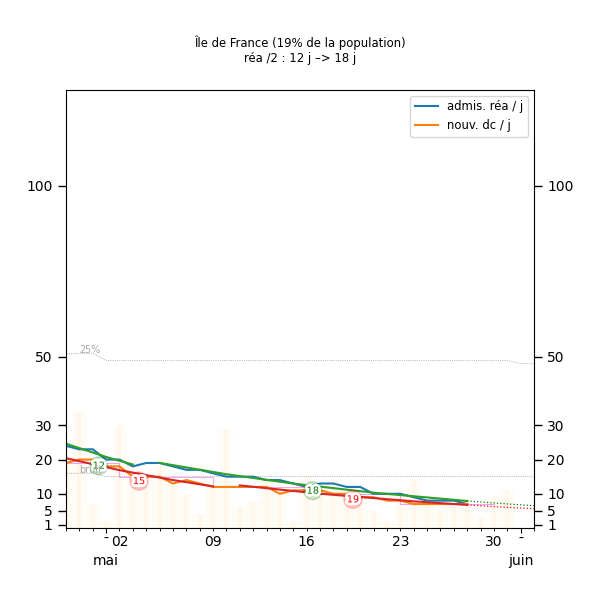 Île de France (19% de la population)
réa /2 : 12 j –> 18 j
admis. réa / j
nouv. dc / j
100 100
50 50
25%
30 30
20 20
12
15
18
19
10 10
5 5
1 1
- 02 09 16 23 30 -
mai juin